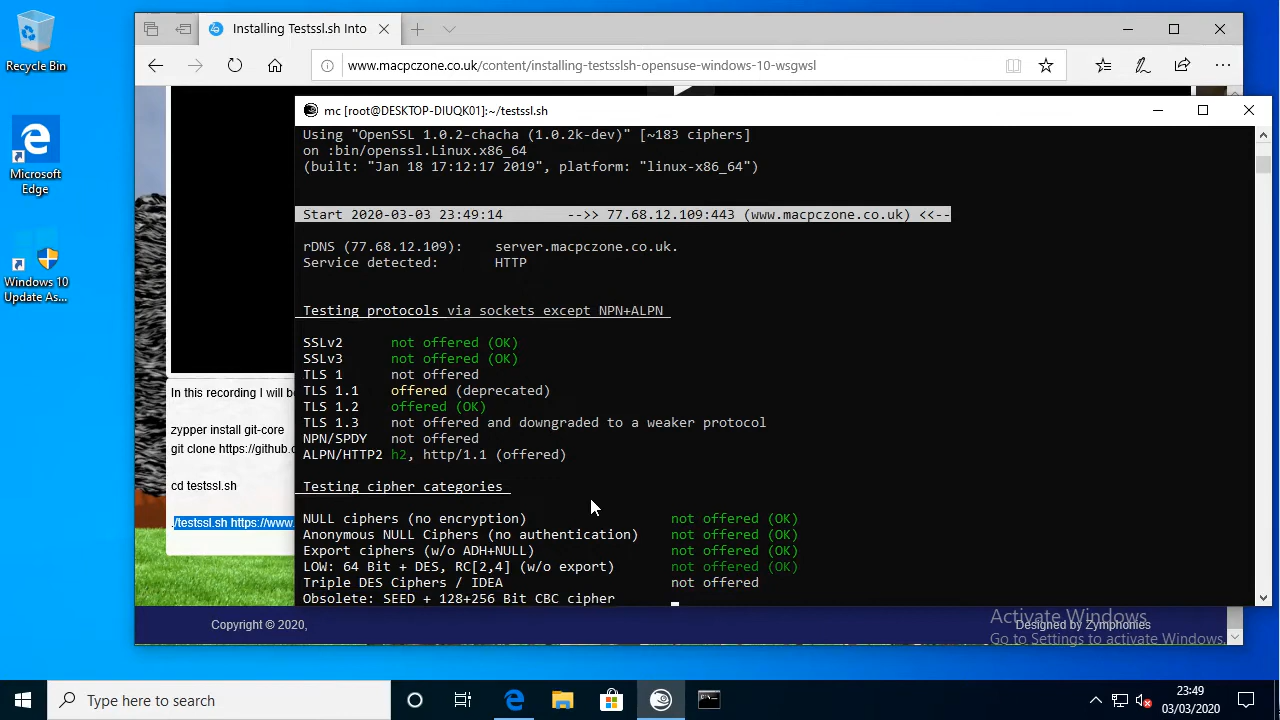 Recycle Bin
Microsoft
Edge
Windows 10
Update As...
Installing Testssl.sh Into
www.macpczone.co.uk/content/installing-testsslsh-opensuse-windows-10-wsgwsl
mc [root@DESKTOP-DIUQK01]:~/testssl.sh
Using "OpenSSL 1.0.2-chacha (1.0.2k-dev)" [~183 ciphers]
on :bin/openssl.Linux.x86_64
(built: "Jan 18 17:12:17 2019", platform: "linux-x86_64")
Start 2020-03-03 23:49:14        -->> 77.68.12.109:443 (www.macpczone.co.uk) <<--
rDNS (77.68.12.109):    server.macpczone.co.uk.
Service detected:       HTTP
Testing protocols via sockets except NPN+ALPN
SSLv2      not offered (OK)
SSLv3      not offered (OK)
TLS 1      not offered
TLS 1.1    offered (deprecated)
TLS 1.2    offered (OK)
TLS 1.3    not offered and downgraded to a weaker protocol
NPN/SPDY   not offered
ALPN/HTTP2 h2, http/1.1 (offered)
Testing cipher categories
NULL ciphers (no encryption)                  not offered (OK)
Anonymous NULL Ciphers (no authentication)    not offered (OK)
Export ciphers (w/o ADH+NULL)                 not offered (OK)
LOW: 64 Bit + DES, RC[2,4] (w/o export)       not offered (OK)
Triple DES Ciphers / IDEA                     not offered
Obsolete: SEED + 128+256 Bit CBC cipher
In this recording I will b
zypper install git-core
git clone https://github.c
cd testssl.sh
./testssl.sh https://www.
Copyright © 2020,
Designed by Zymphonies
Activate Windows
Go to Settings to activate Windows.
Type here to search
23:49
03/03/2020